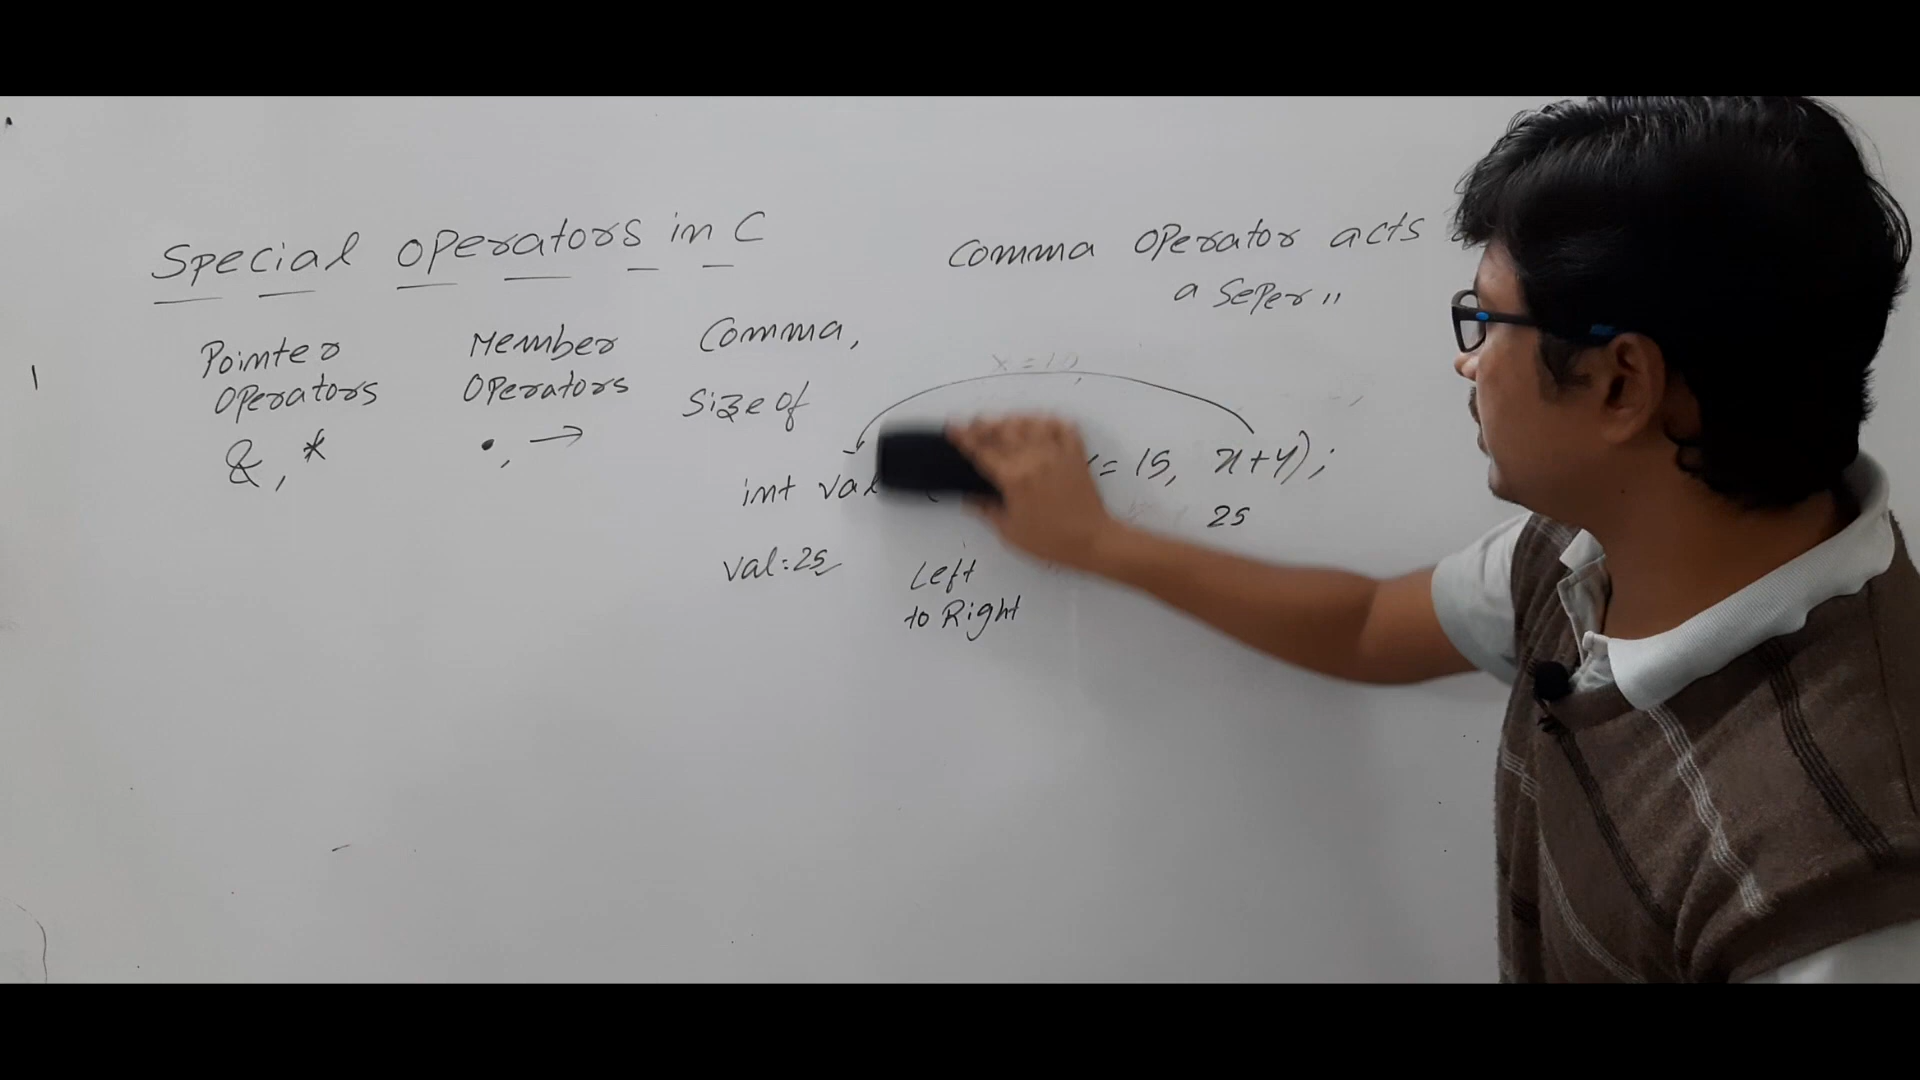 Special Operators in C
Pointer
Operators
&, *
Member
Operators
., →
Comma,
Size of
Comma Operator acts
a Seper "
x = 10,
int val = 15, x+y);
25
val:25
Left
to Right